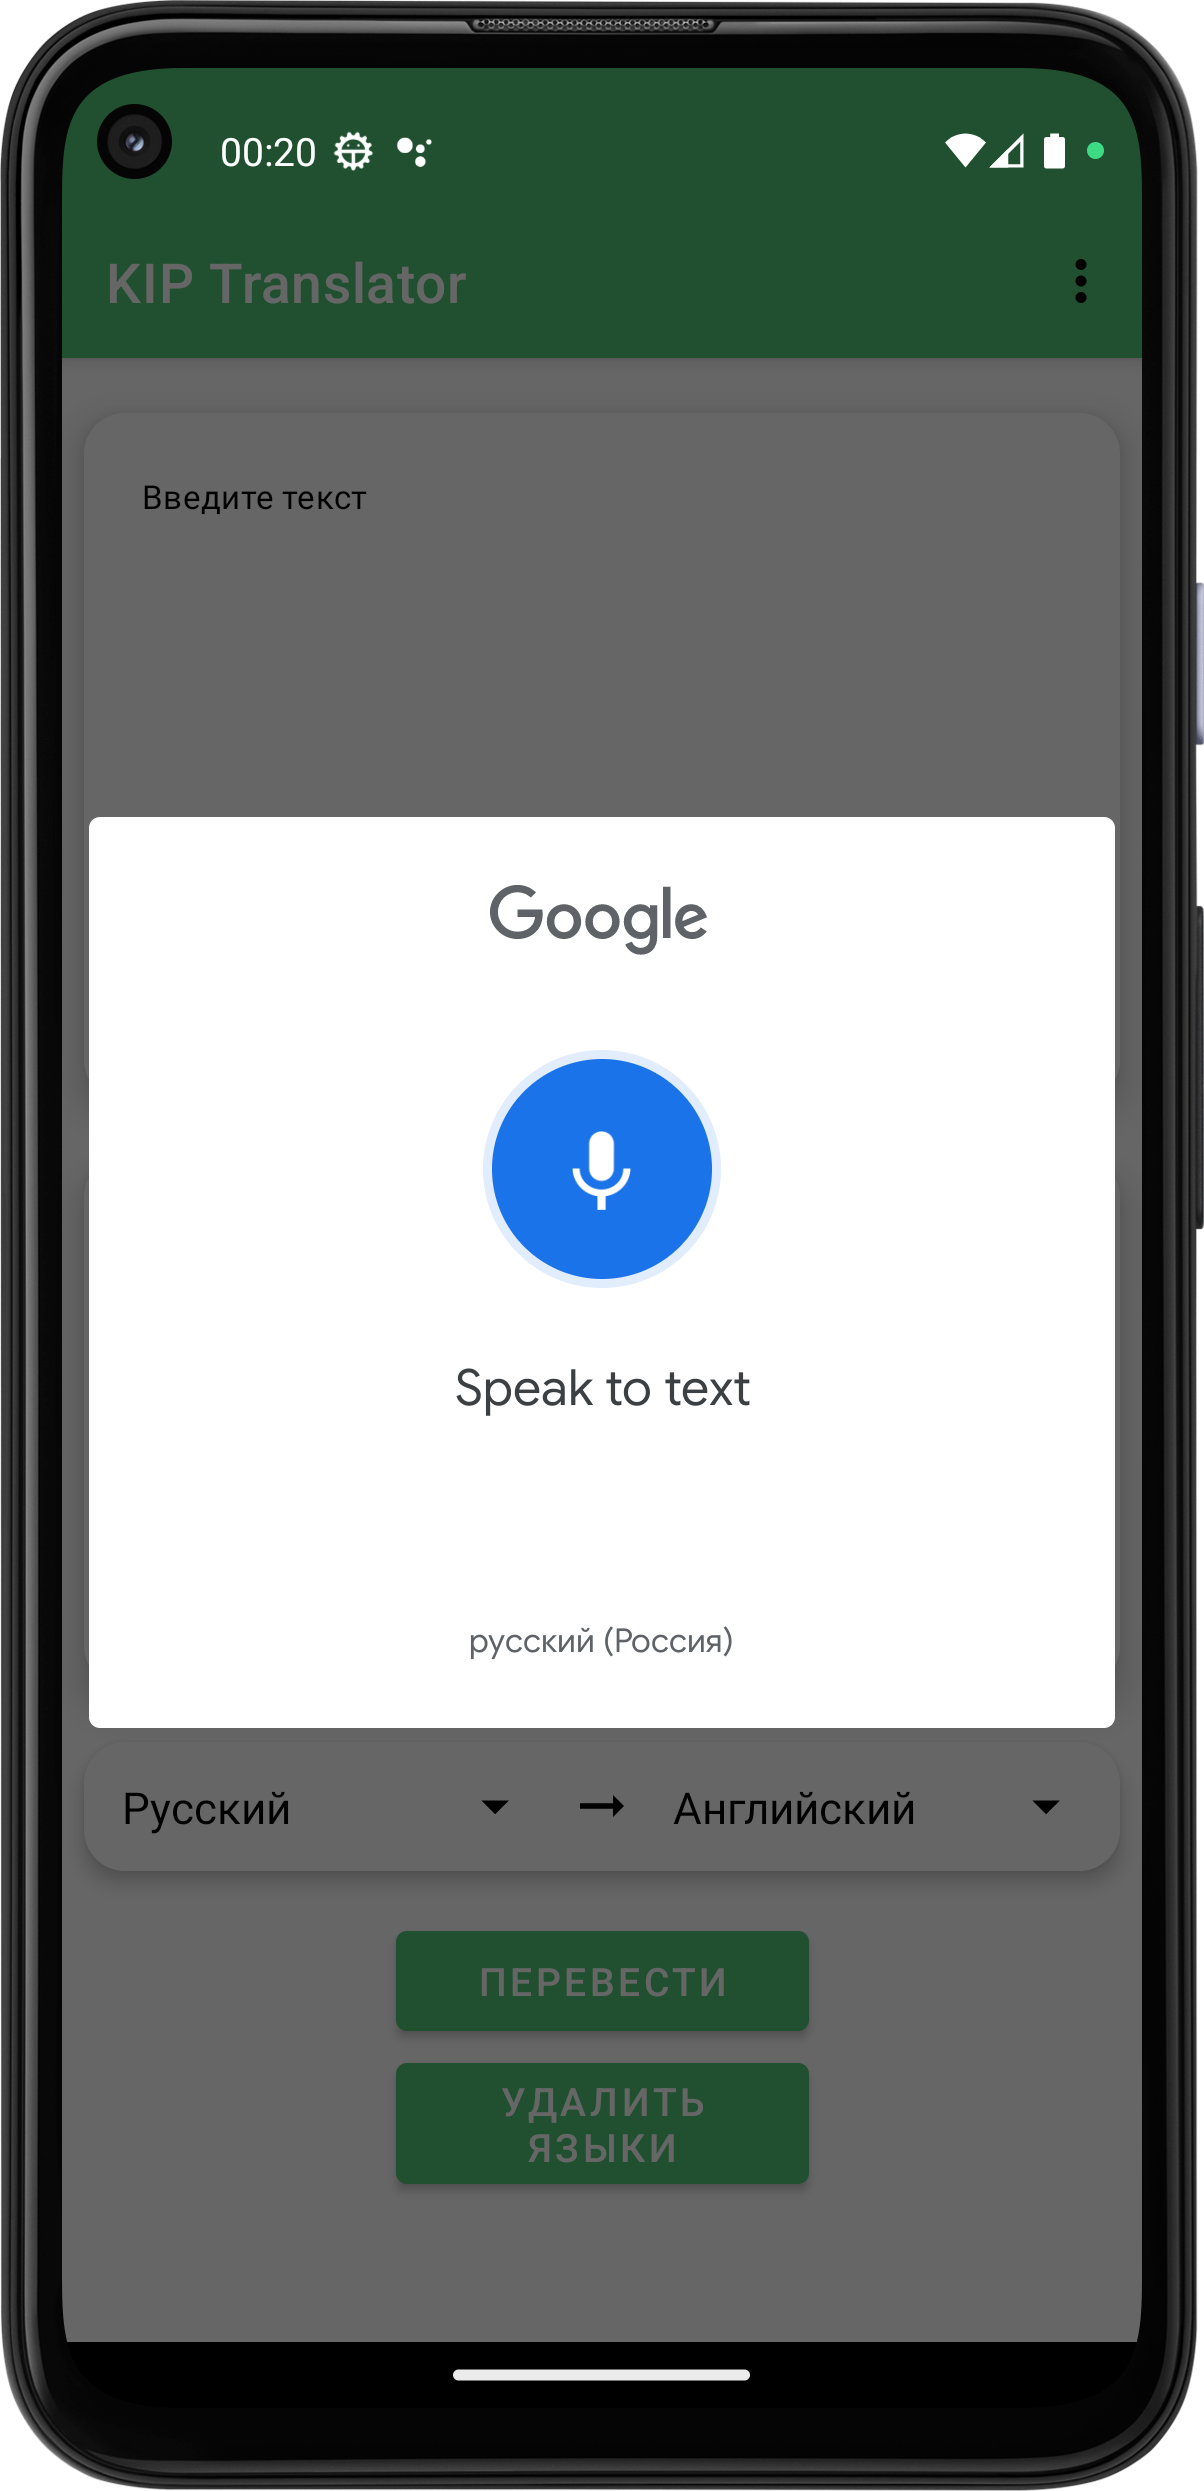 00:20
KIP Translator
Введите текст
Google
Speak to text
русский (Россия)
Русский
Английский
ПЕРЕВЕСТИ
УДАЛИТЬ
ЯЗЫКИ